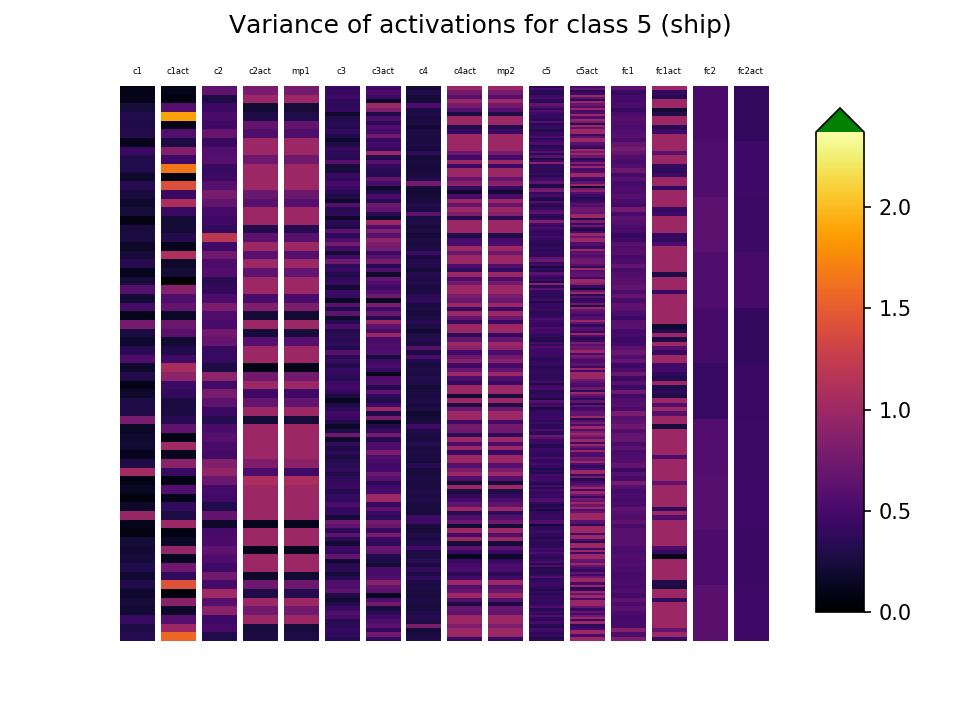 Variance of activations for class 5 (ship)
c1 c1act c2 c2act mp1 c3 c3act c4 c4act mp2 c5 c5act fc1 fc1act fc2 fc2act
2.0
1.5
1.0
0.5
0.0